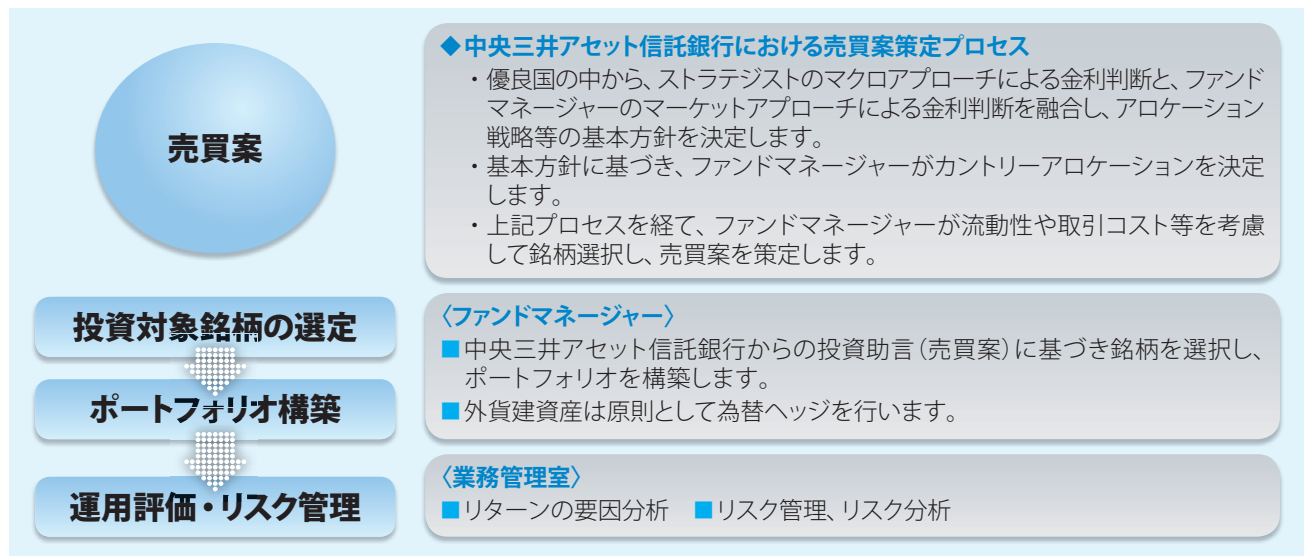 売買案
◆中央三井アセット信託銀行における売買案策定プロセス
・優良国の中から、ストラテジストのマクロアプローチによる金利判断と、ファンド
マネージャーのマーケットアプローチによる金利判断を融合し、アロケーション
戦略等の基本方針を決定します。
・基本方針に基づき、ファンドマネージャーがカントリーアロケーションを決定
します。
・上記プロセスを経て、ファンドマネージャーが流動性や取引コスト等を考慮
して銘柄選択し、売買案を策定します。
投資対象銘柄の選定
ポートフォリオ構築
〈ファンドマネージャー〉
■中央三井アセット信託銀行からの投資助言(売買案)に基づき銘柄を選択し、
ポートフォリオを構築します。
■外貨建資産は原則として為替ヘッジを行います。
運用評価・リスク管理
〈業務管理室〉
■リターンの要因分析 ■リスク管理、リスク分析